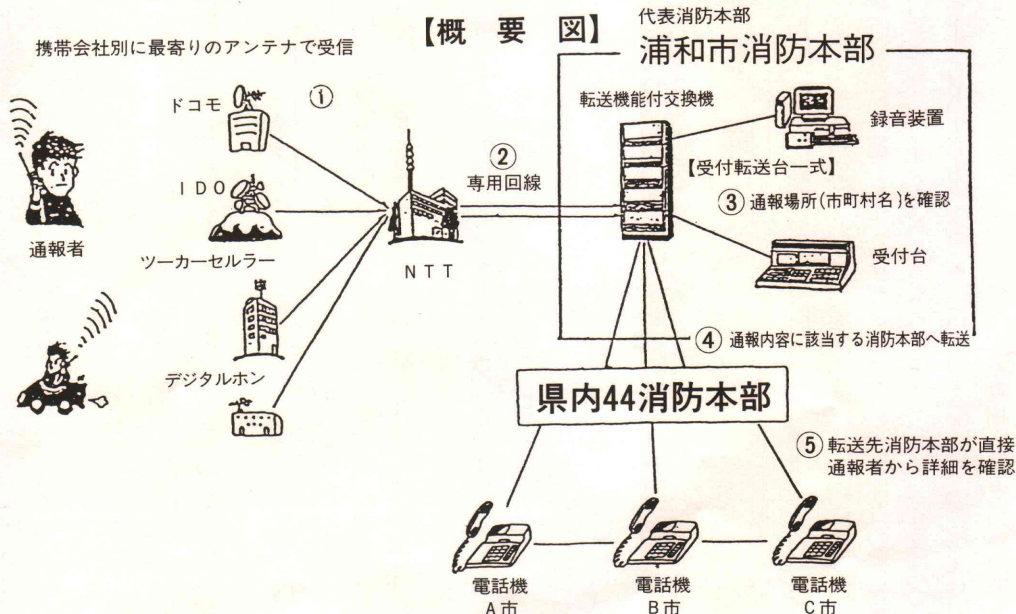 【概要図】
携帯会社別に最寄りのアンテナで受信
代表消防本部
浦和市消防本部
ドコモ
①
IDO
ツーカーセルラー
デジタルホン
通報者
NTT
②
専用回線
転送機能付交換機
録音装置
【受付転送台一式】
③ 通報場所(市町村名)を確認
受付台
④ 通報内容に該当する消防本部へ転送
県内44消防本部
⑤ 転送先消防本部が直接
通報者から詳細を確認
電話機
A市
電話機
B市
電話機
C市